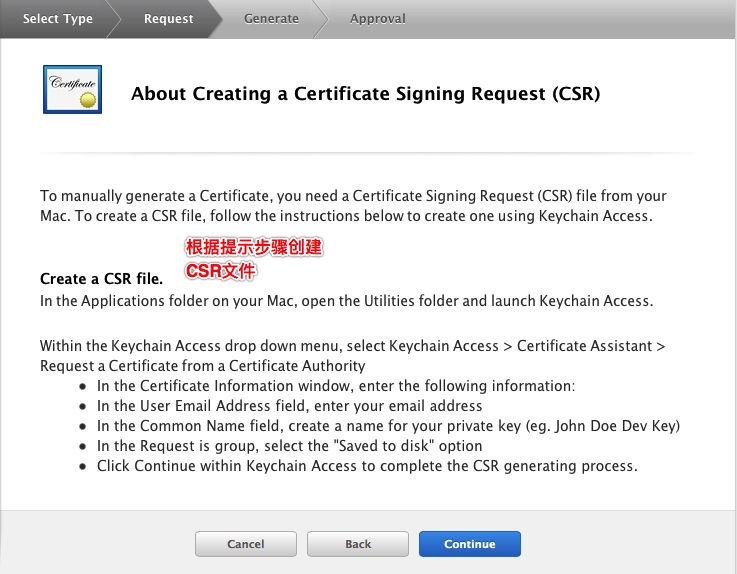 Select Type
Request
Generate
Approval
Certificate
About Creating a Certificate Signing Request (CSR)
To manually generate a Certificate, you need a Certificate Signing Request (CSR) file from your
Mac. To create a CSR file, follow the instructions below to create one using Keychain Access.
根据提示步骤创建
CSR文件
Create a CSR file.
In the Applications folder on your Mac, open the Utilities folder and launch Keychain Access.
Within the Keychain Access drop down menu, select Keychain Access > Certificate Assistant >
Request a Certificate from a Certificate Authority
• In the Certificate Information window, enter the following information:
• In the User Email Address field, enter your email address
• In the Common Name field, create a name for your private key (eg. John Doe Dev Key)
• In the Request is group, select the "Saved to disk" option
• Click Continue within Keychain Access to complete the CSR generating process.
Cancel
Back
Continue